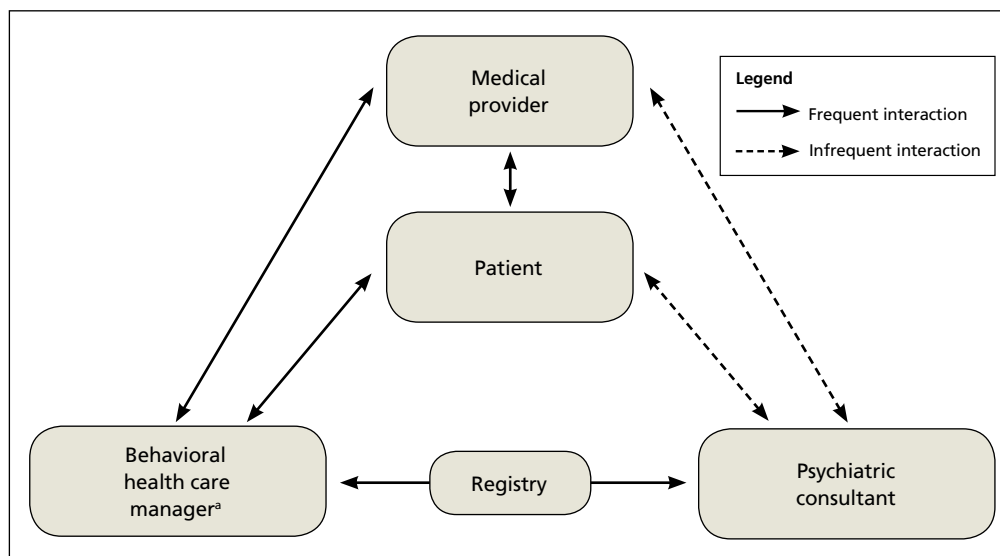 Medical
provider
Legend
Frequent interaction
Infrequent interaction
Patient
Behavioral
health care
managerᵃ
Registry
Psychiatric
consultant